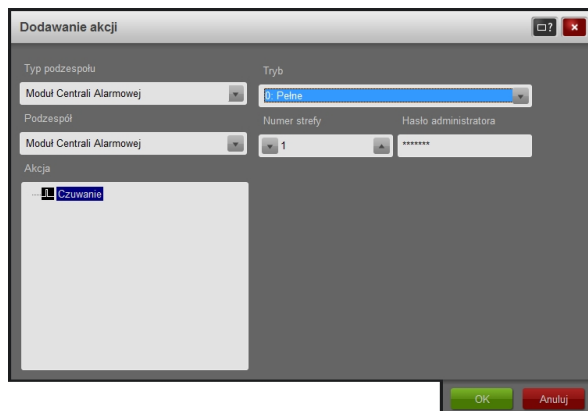 Dodawanie akcji
?
Typ podzespołu
Moduł Centrali Alarmowej
Podzespół
Moduł Centrali Alarmowej
Akcja
Czuwanie
Tryb
0: Pełne
Numer strefy
Hasło administratora
1
*******
OK
Anuluj